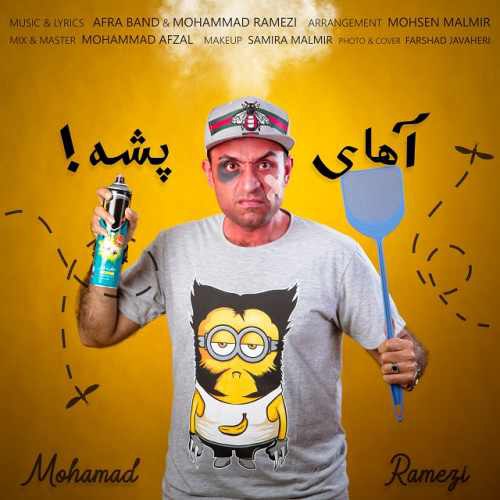 MUSIC & LYRICS AFRA BAND & MOHAMMAD RAMEZI ARRANGEMENT MOHSEN MALMIR
MIX & MASTER MOHAMMAD AFZAL MAKEUP SAMIRA MALMIR PHOTO & COVER FARSHAD JAVAHERI
آهای پشه !
Mohamad Ramezi